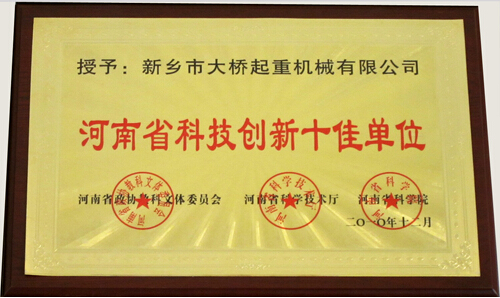 授予：新乡市大桥起重机械有限公司
河南省科技创新十佳单位
河南省政协教科文体委员会 河南省科学技术厅 河南省科学院
二〇一〇年十二月